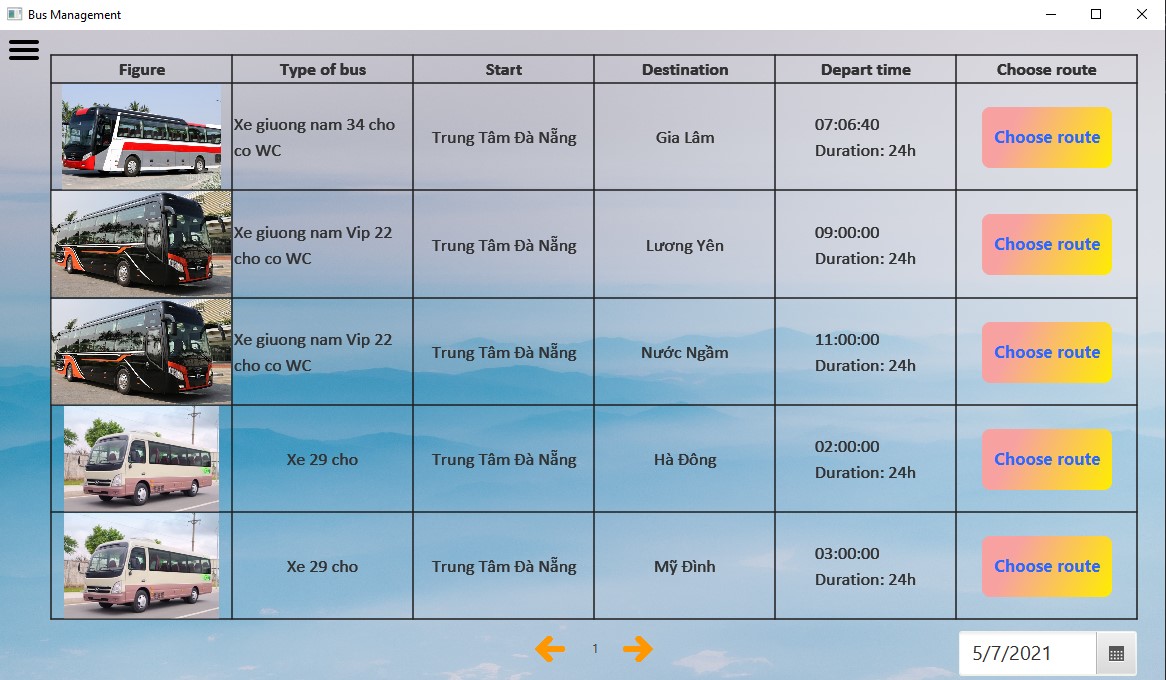 Bus Management
Figure Type of bus Start Destination Depart time Choose route
Xe giuong nam 34 cho
co WC
Trung Tâm Đà Nẵng
Gia Lâm
07:06:40
Duration: 24h
Choose route
Xe giuong nam Vip 22
cho co WC
Trung Tâm Đà Nẵng
Lương Yên
09:00:00
Duration: 24h
Choose route
Xe giuong nam Vip 22
cho co WC
Trung Tâm Đà Nẵng
Nước Ngầm
11:00:00
Duration: 24h
Choose route
Xe 29 cho
Trung Tâm Đà Nẵng
Hà Đông
02:00:00
Duration: 24h
Choose route
Xe 29 cho
Trung Tâm Đà Nẵng
Mỹ Đình
03:00:00
Duration: 24h
Choose route
1
5/7/2021